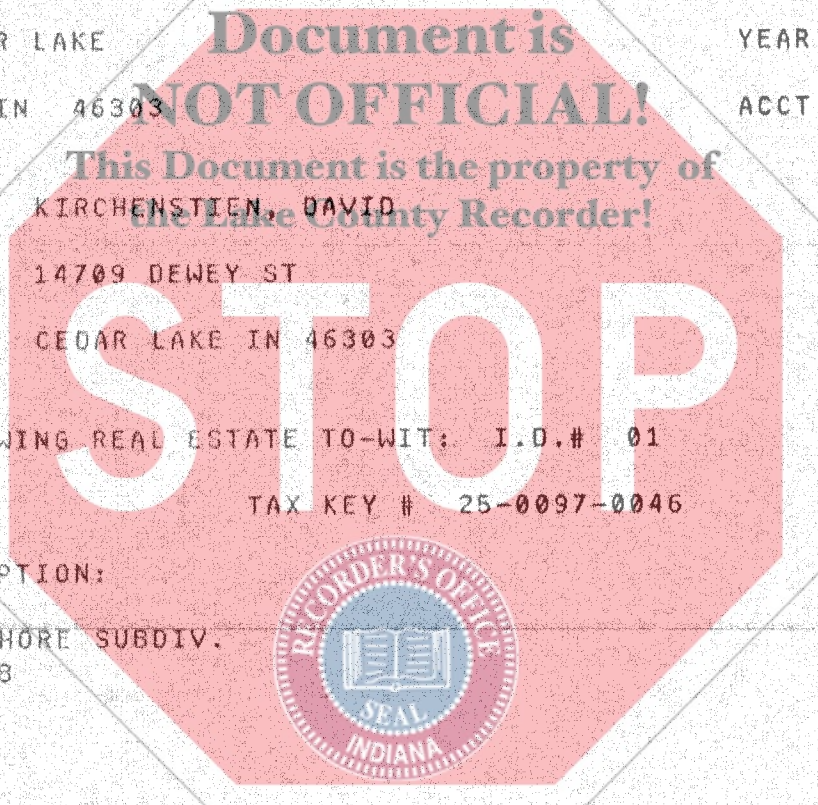 Document is
R LAKE YEAR
NOT OFFICIAL!
IN 46303 ACCT
This Document is the property of
KIRCHENSTIEN, DAVID
the Lake County Recorder!
14709 DEWEY ST
STOP
CEDAR LAKE IN 46303
WING REAL ESTATE TO-WIT: I.D.# 01
TAX KEY # 25-0097-0046
PTION:
RECORDER'S OFFICE
HORE SUBDIV.
8
SEAL
INDIANA